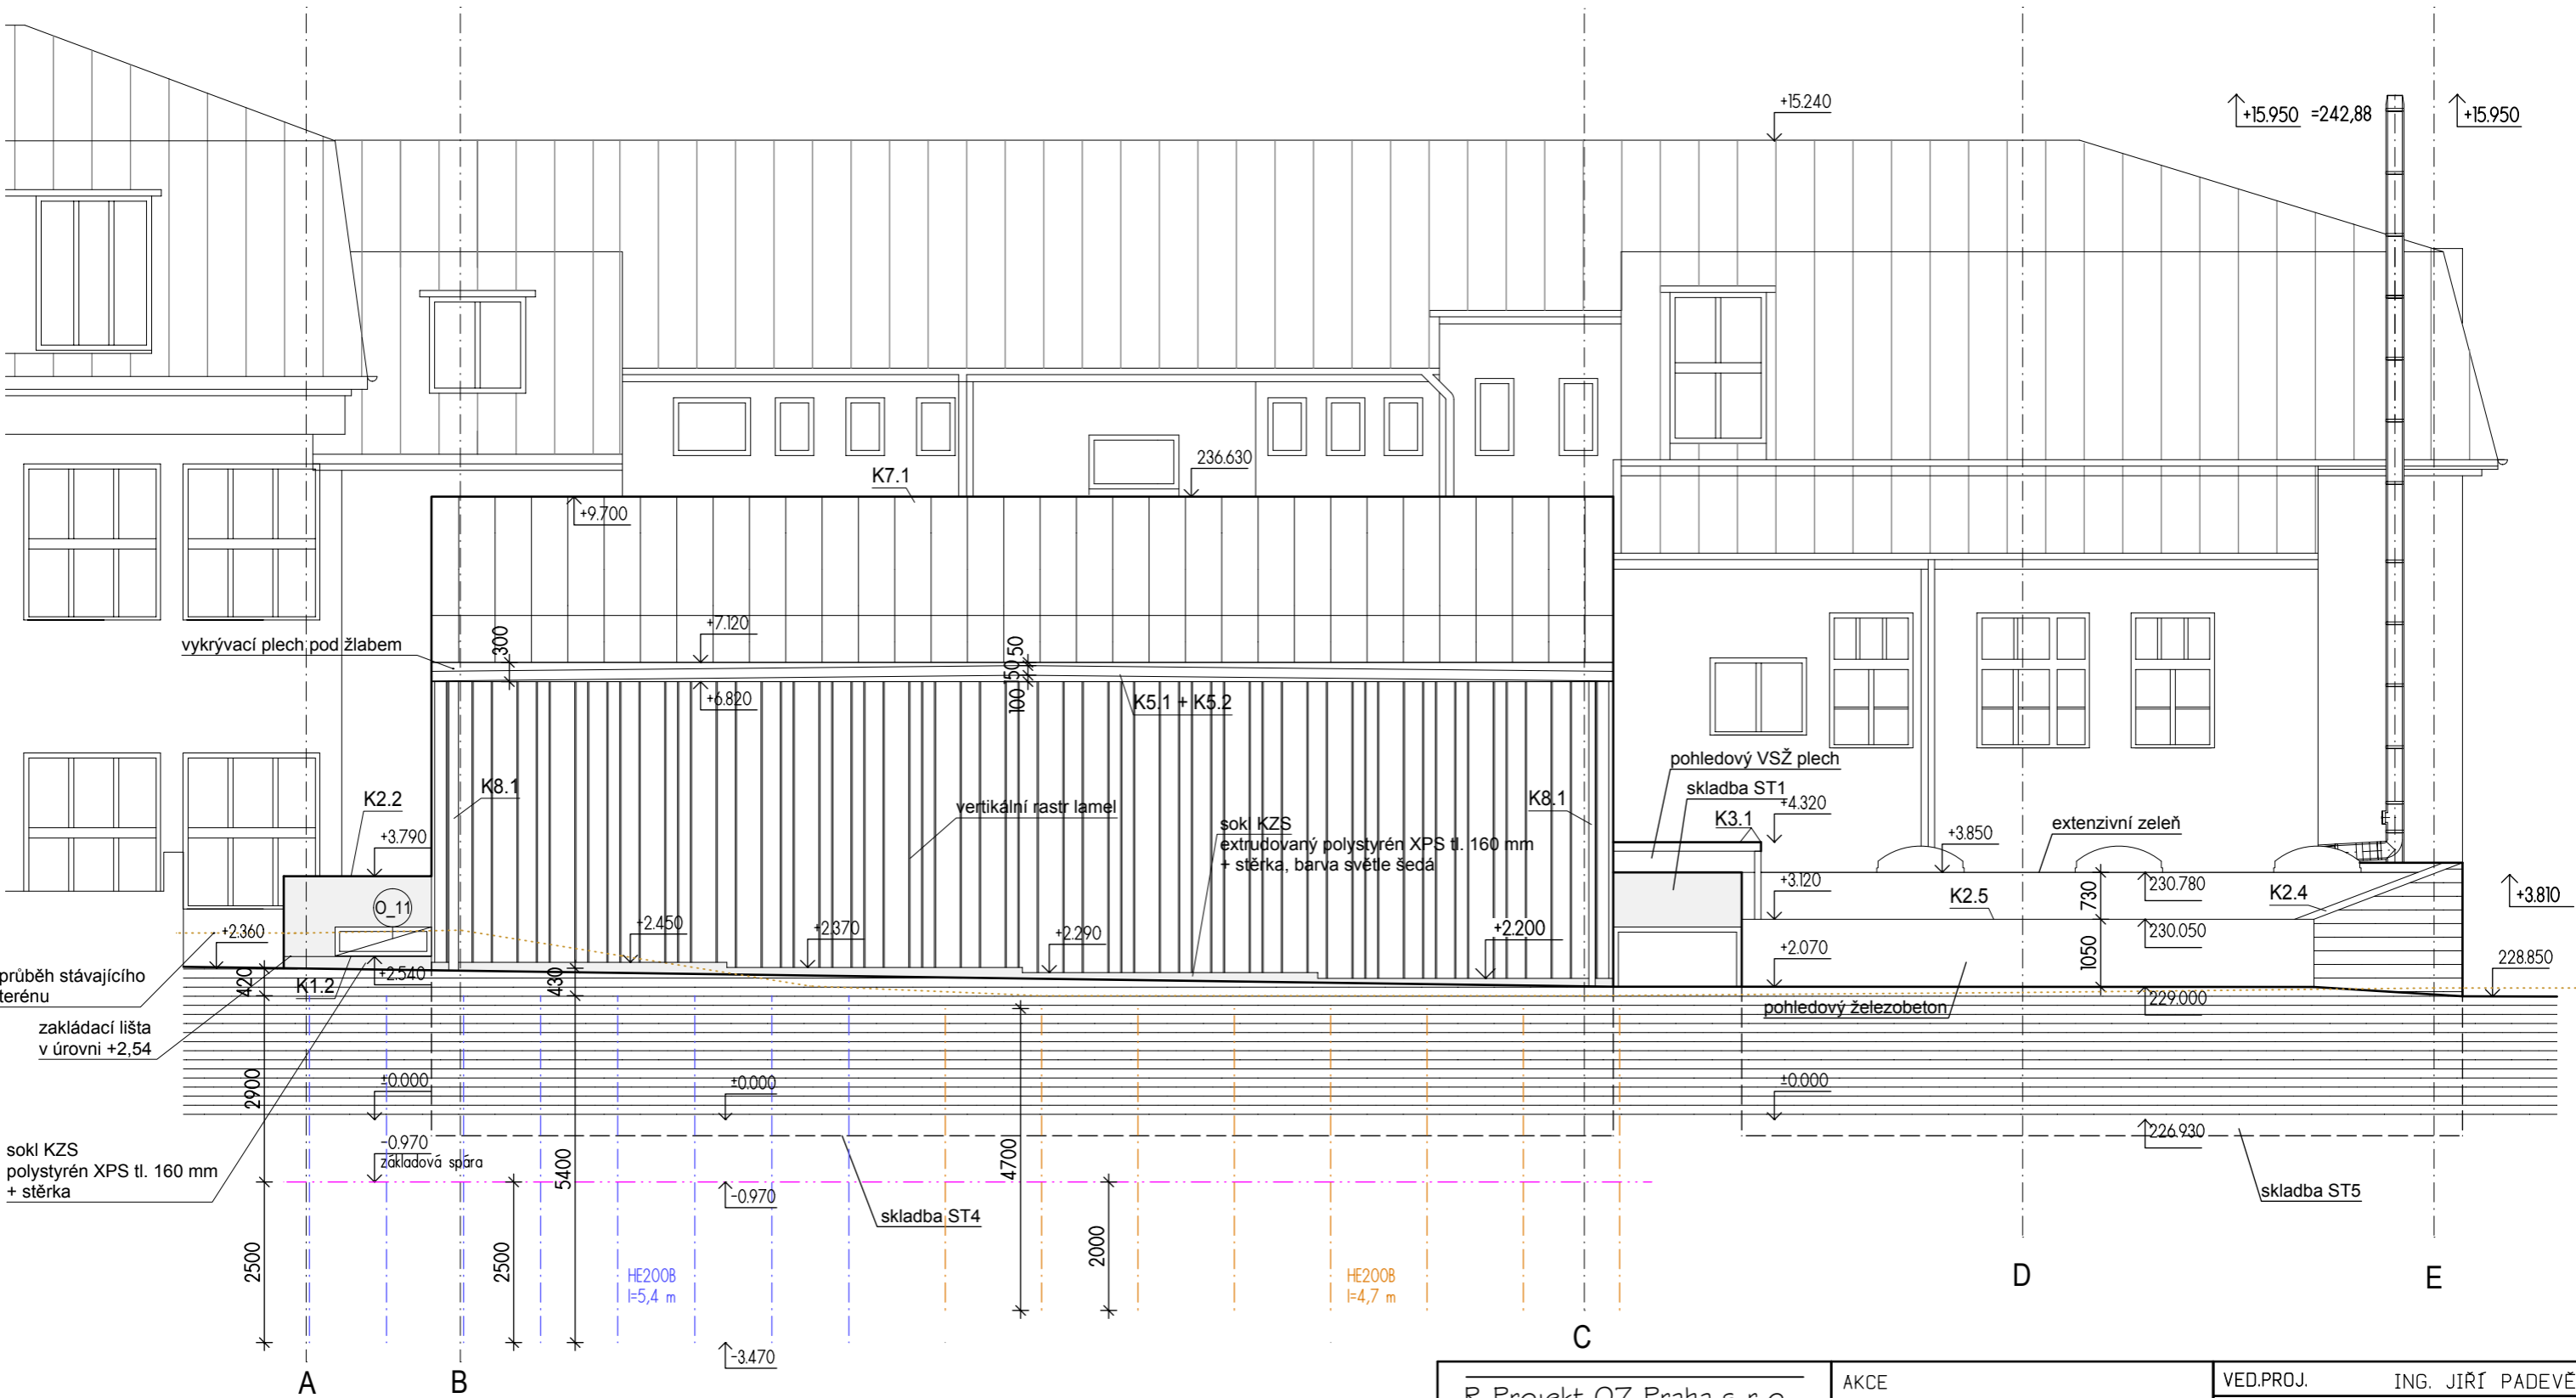 +15.240
+15.950 =242,88
+15.950
236.630
K7.1
+9.700
vykrývací plech pod žlabem
300
+7.120
50
150
100
+6.820
K5.1 + K5.2
pohledový VSŽ plech
skladba ST1
K2.2
K8.1
vertikální rastr lamel
K8.1
+4.320
K3.1
sokl KZS
extrudovaný polystyrén XPS tl. 160 mm
+ stěrka, barva světle šedá
+3.790
+3.850
extenzivní zeleň
O_11
+3.120
730
230.780
K2.5
K2.4
+3.810
+2.360
+2.450
+2.370
+2.290
+2.200
230.050
+2.070
1050
228.850
průběh stávajícího
terénu
420
K1.2
+2.540
430
229.000
pohledový železobeton
zakládací lišta
v úrovni +2,54
2900
±0.000
±0.000
±0.000
sokl KZS
polystyrén XPS tl. 160 mm
+ stěrka
-0.970
základová spára
5400
4700
226.930
-0.970
skladba ST4
skladba ST5
2500
2500
2000
HE200B
l=5,4 m
HE200B
l=4,7 m
D
E
-3.470
C
A
B
AKCE
VED.PROJ.
ING. JIŘÍ PADEVĚ
P Projekt OZ Praha s.r.o.